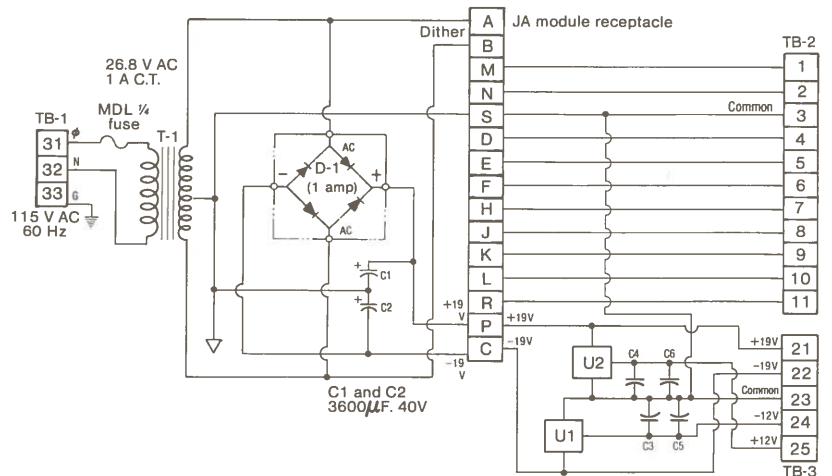 A JA module receptacle
Dither
B
TB-2
26.8 V AC
1 A C.T.
M 1
N 2
TB-1
MDL ¼
fuse
T-1
S Common 3
31 ϕ
D 4
AC
32 N
E 5
− D-1 +
(1 amp)
F 6
33 G
H 7
115 V AC
60 Hz
J 8
AC
K 9
+ C1
L 10
+ C2
R 11
+19
V
P +19V
C −19V
−19
V
C1 and C2
3600µF. 40V
+19V 21
U2 C4 C6
−19V 22
Common 23
−12V 24
U1 C3 C5
+12V 25
TB-3